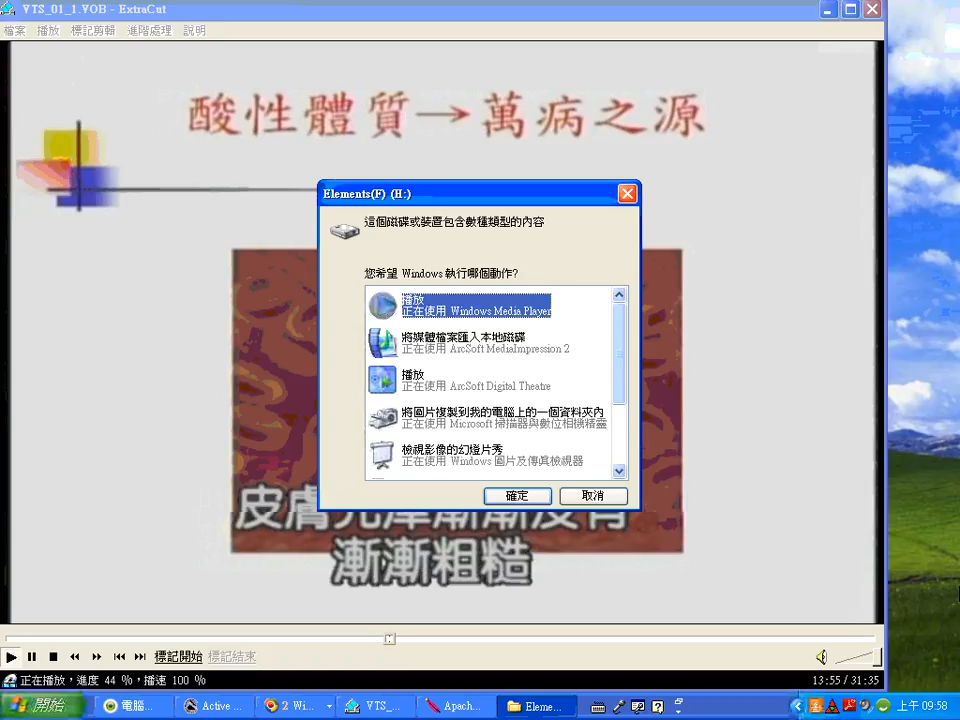 VTS_01_1.VOB - ExtraCut
檔案 播放 標記剪輯 進階處理 說明
酸性體質→萬病之源
Elements(F) (H:)
這個磁碟或裝置包含數種類型的內容
您希望 Windows 執行哪個動作?
播放
正在使用 Windows Media Player
將媒體檔案匯入本地磁碟
正在使用 ArcSoft MediaImpression 2
播放
正在使用 ArcSoft Digital Theatre
將圖片複製到我的電腦上的一個資料夾內
正在使用 Microsoft 掃描器與數位相機精靈
檢視影像的幻燈片秀
正在使用 Windows 圖片及傳真檢視器
確定 取消
皮膚光澤漸漸沒有
漸漸粗糙
標記開始 標記結束
正在播放，進度 44 %，播速 100 %
13:55 / 31:35
開始 電腦... Active ... 2 Wi... VTS_... Apach... Eleme... 上午 09:58